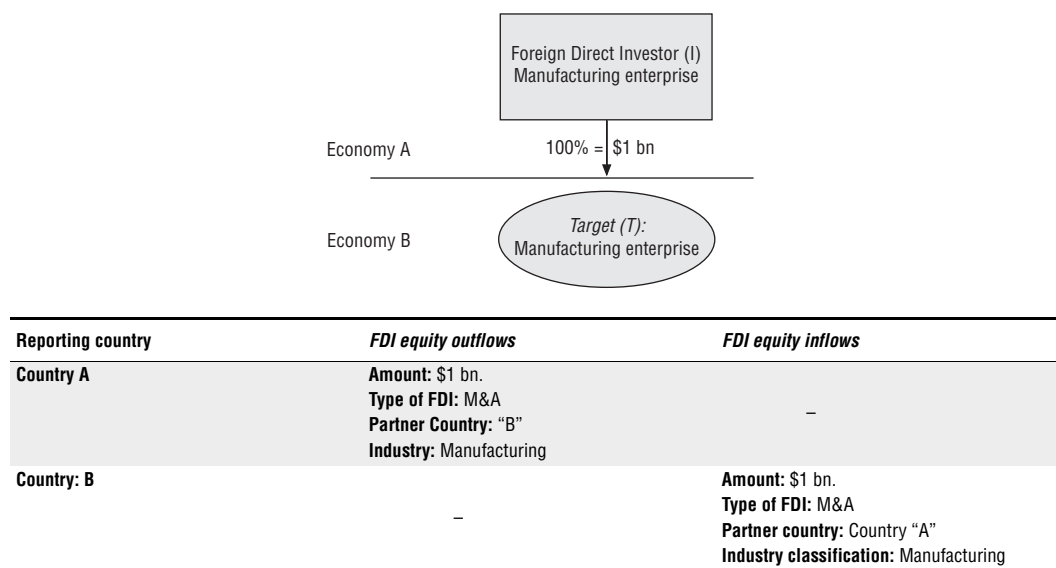 Foreign Direct Investor (I)
Manufacturing enterprise
Economy A
100% = $1 bn
Economy B
Target (T):
Manufacturing enterprise
Reporting country FDI equity outflows FDI equity inflows
Country A
Amount: $1 bn.
Type of FDI: M&A
Partner Country: “B”
Industry: Manufacturing
–
Country: B
–
Amount: $1 bn.
Type of FDI: M&A
Partner country: Country “A”
Industry classification: Manufacturing